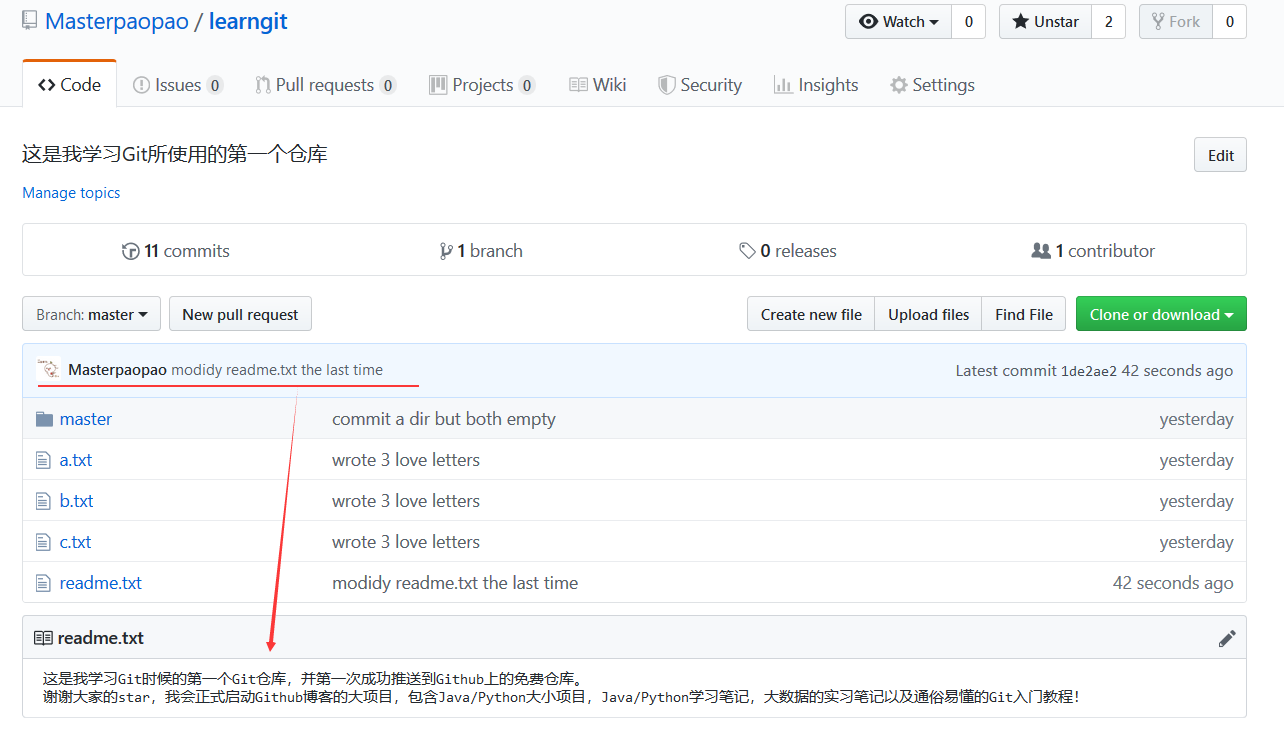 Masterpaopao / learngit Watch 0 Unstar 2 Fork 0
Code Issues 0 Pull requests 0 Projects 0 Wiki Security Insights Settings
这是我学习Git所使用的第一个仓库 Edit
Manage topics
11 commits 1 branch 0 releases 1 contributor
Branch: master New pull request Create new file Upload files Find File Clone or download
Masterpaopao modidy readme.txt the last time Latest commit 1de2ae2 42 seconds ago
master commit a dir but both empty yesterday
a.txt wrote 3 love letters yesterday
b.txt wrote 3 love letters yesterday
c.txt wrote 3 love letters yesterday
readme.txt modidy readme.txt the last time 42 seconds ago
readme.txt
这是我学习Git时候的第一个Git仓库，并第一次成功推送到Github上的免费仓库。
谢谢大家的star，我会正式启动Github博客的大项目，包含Java/Python大小项目，Java/Python学习笔记，大数据的实习笔记以及通俗易懂的Git入门教程！